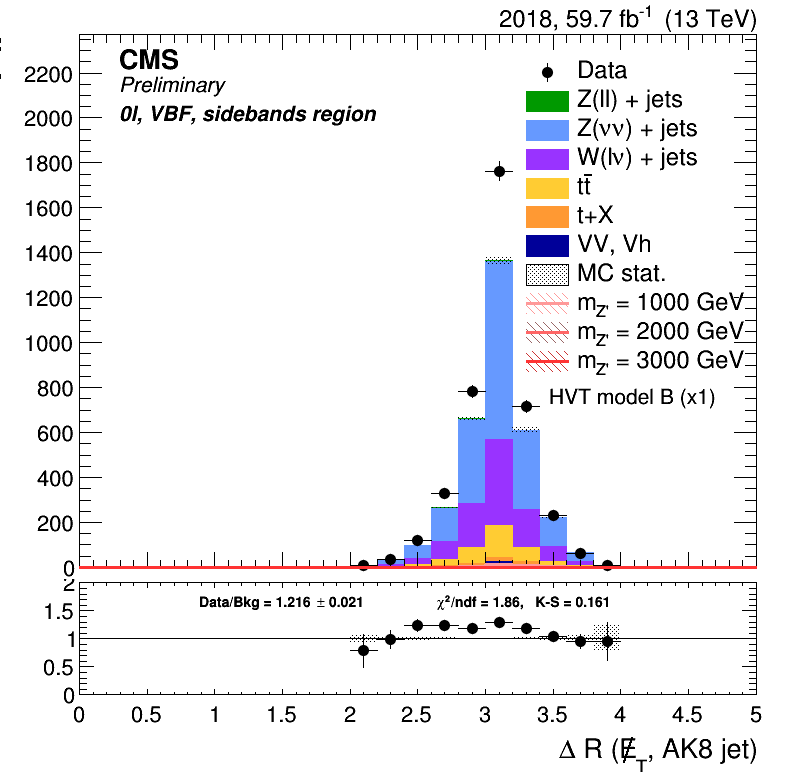 2018, 59.7 fb⁻¹ (13 TeV)
CMS
Preliminary
0l, VBF, sidebands region
Data
Z(ll) + jets
Z(νν) + jets
W(lν) + jets
tt̄
t+X
VV, Vh
MC stat.
m_Z' = 1000 GeV
m_Z' = 2000 GeV
m_Z' = 3000 GeV
HVT model B (x1)
2200
2000
1800
1600
1400
1200
1000
800
600
400
200
0
2
1.5
1
0.5
0
Data/Bkg = 1.216 ± 0.021
χ²/ndf = 1.86, K-S = 0.161
0 0.5 1 1.5 2 2.5 3 3.5 4 4.5 5
Δ R (E̸_T, AK8 jet)